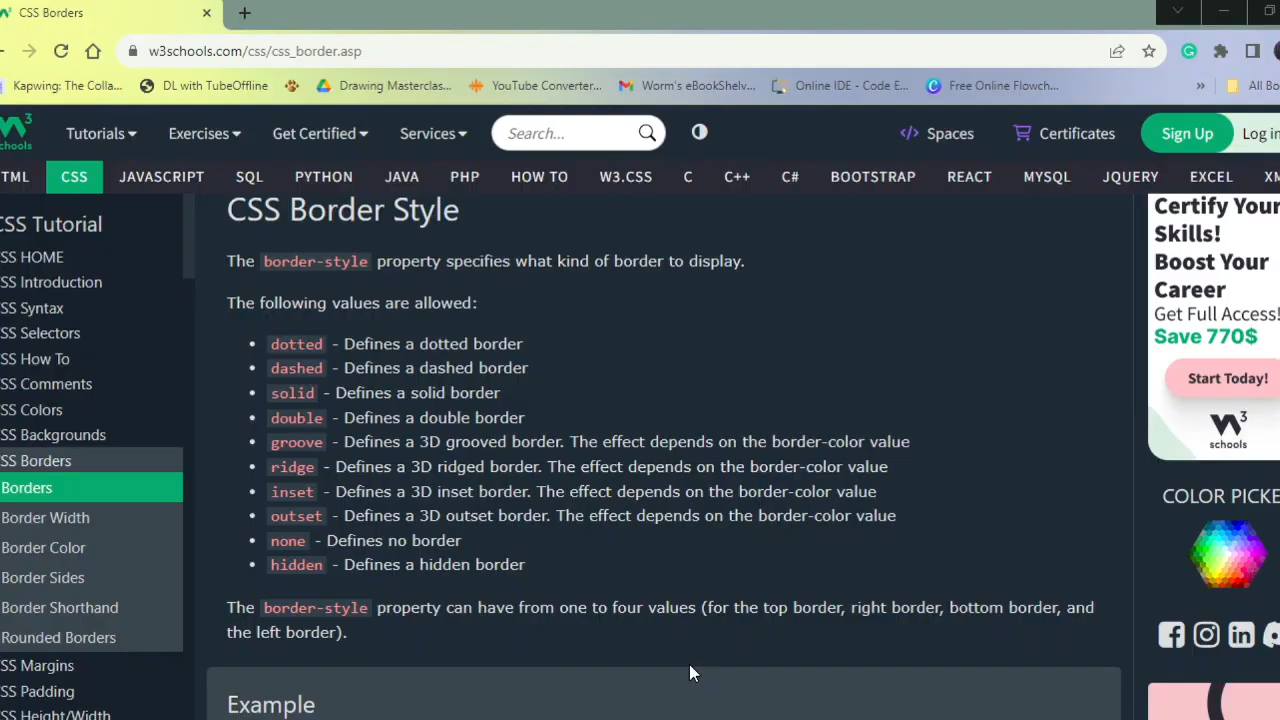 CSS Borders
w3schools.com/css/css_border.asp
Kapwing: The Colla...
DL with TubeOffline
Drawing Masterclass...
YouTube Converter...
Worm's eBookShelv...
Online IDE - Code E...
Free Online Flowch...
»
All Bo
W3
schools
Tutorials
Exercises
Get Certified
Services
Search...
Spaces
Certificates
Sign Up
Log in
TML
CSS
JAVASCRIPT
SQL
PYTHON
JAVA
PHP
HOW TO
W3.CSS
C
C++
C#
BOOTSTRAP
REACT
MYSQL
JQUERY
EXCEL
XM
CSS Tutorial
SS HOME
SS Introduction
SS Syntax
SS Selectors
SS How To
SS Comments
SS Colors
SS Backgrounds
SS Borders
Borders
Border Width
Border Color
Border Sides
Border Shorthand
Rounded Borders
SS Margins
SS Padding
SS Height/Width
CSS Border Style
The border-style property specifies what kind of border to display.
The following values are allowed:
• dotted - Defines a dotted border
• dashed - Defines a dashed border
• solid - Defines a solid border
• double - Defines a double border
• groove - Defines a 3D grooved border. The effect depends on the border-color value
• ridge - Defines a 3D ridged border. The effect depends on the border-color value
• inset - Defines a 3D inset border. The effect depends on the border-color value
• outset - Defines a 3D outset border. The effect depends on the border-color value
• none - Defines no border
• hidden - Defines a hidden border
The border-style property can have from one to four values (for the top border, right border, bottom border, and
the left border).
Example
Certify Your
Skills!
Boost Your
Career
Get Full Access!
Save 770$
Start Today!
W3
schools
COLOR PICKE